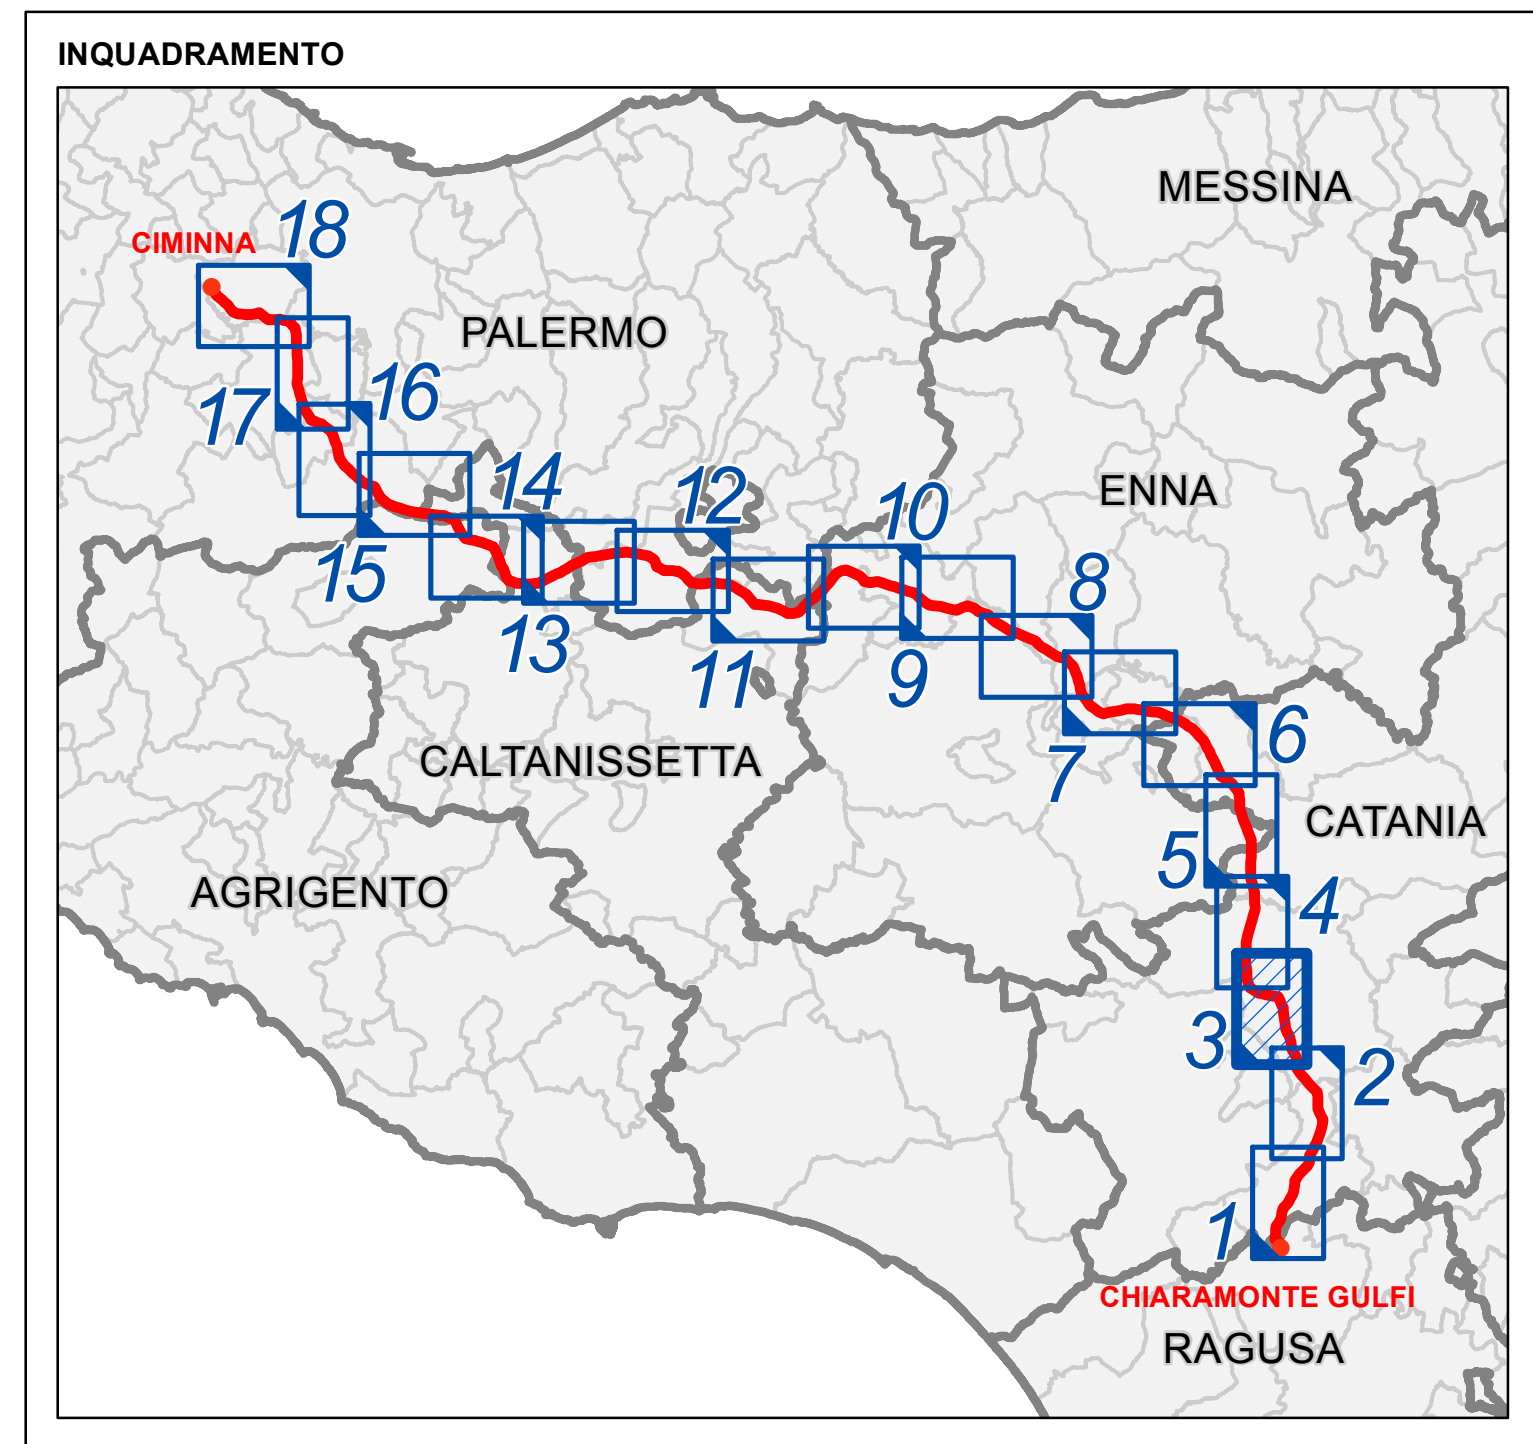 INQUADRAMENTO
MESSINA
18
CIMINNA
PALERMO
16
17
14
12
10
ENNA
15
13
11
9
8
7
6
CALTANISSETTA
CATANIA
5
4
AGRIGENTO
3
2
1
CHIARAMONTE GULFI
RAGUSA